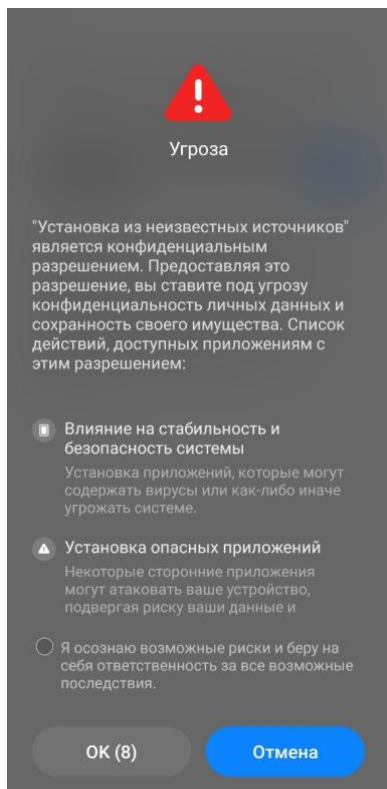 Угроза
"Установка из неизвестных источников"
является конфиденциальным
разрешением. Предоставляя это
разрешение, вы ставите под угрозу
конфиденциальность личных данных и
сохранность своего имущества. Список
действий, доступных приложениям с
этим разрешением:
Влияние на стабильность и
безопасность системы
Установка приложений, которые могут
содержать вирусы или как-либо иначе
угрожать системе.
Установка опасных приложений
Некоторые сторонние приложения
могут атаковать ваше устройство,
подвергая риску ваши данные и
Я осознаю возможные риски и беру на
себя ответственность за все возможные
последствия.
ОК (8)
Отмена